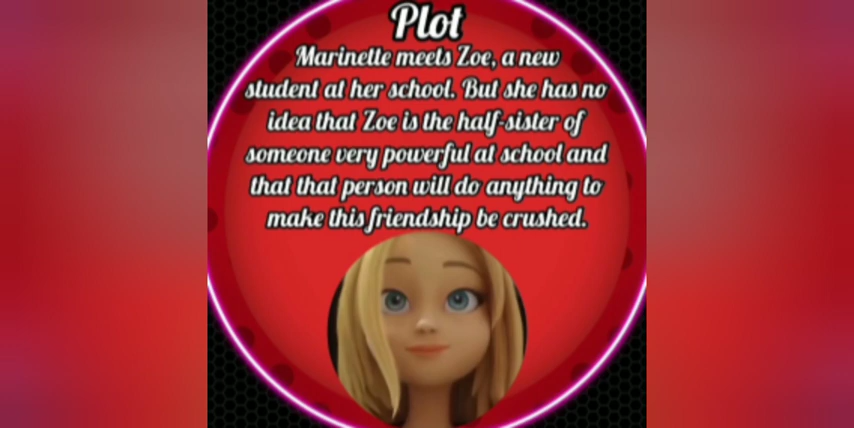 Plot
Marinette meets Zoe, a new
student at her school. But she has no
idea that Zoe is the half-sister of
someone very powerful at school and
that that person will do anything to
make this friendship be crushed.